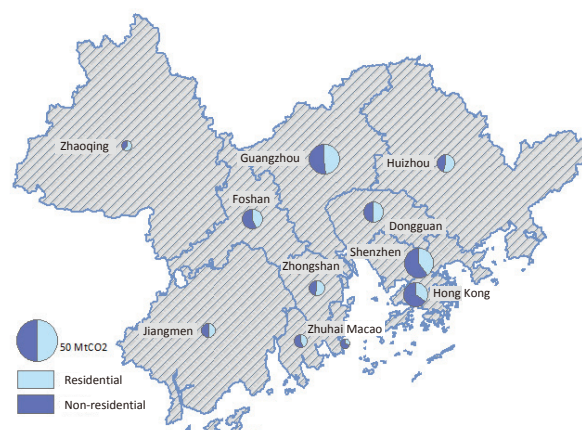 Zhaoqing
Guangzhou
Huizhou
Foshan
Dongguan
Shenzhen
Zhongshan
Hong Kong
Jiangmen
Zhuhai Macao
50 MtCO2
Residential
Non-residential